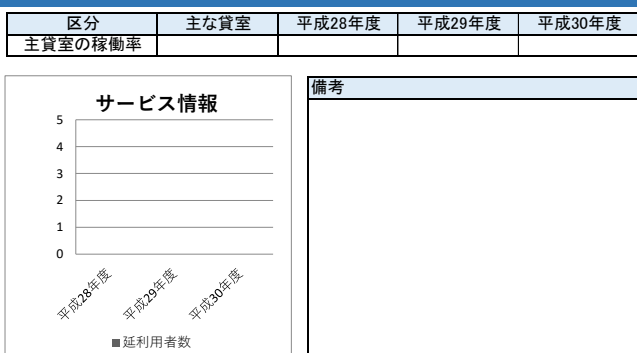 区分 主な貸室 平成28年度 平成29年度 平成30年度
主貸室の稼働率
サービス情報
5
4
3
2
1
0
平成28年度 平成29年度 平成30年度
■延利用者数
備考